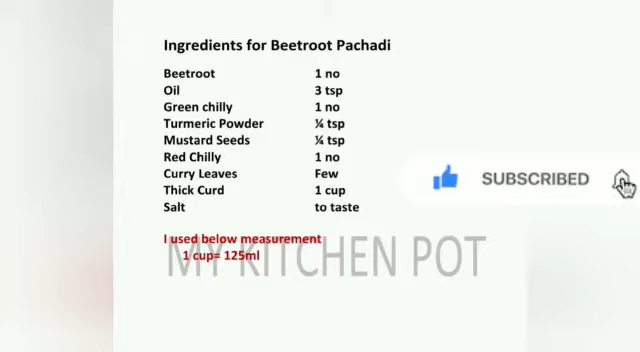 Ingredients for Beetroot Pachadi
Beetroot 1 no
Oil 3 tsp
Green chilly 1 no
Turmeric Powder ¼ tsp
Mustard Seeds ¼ tsp
Red Chilly 1 no
Curry Leaves Few
Thick Curd 1 cup
SUBSCRIBED
Salt to taste
I used below measurement
1 cup= 125ml
MY KITCHEN POT